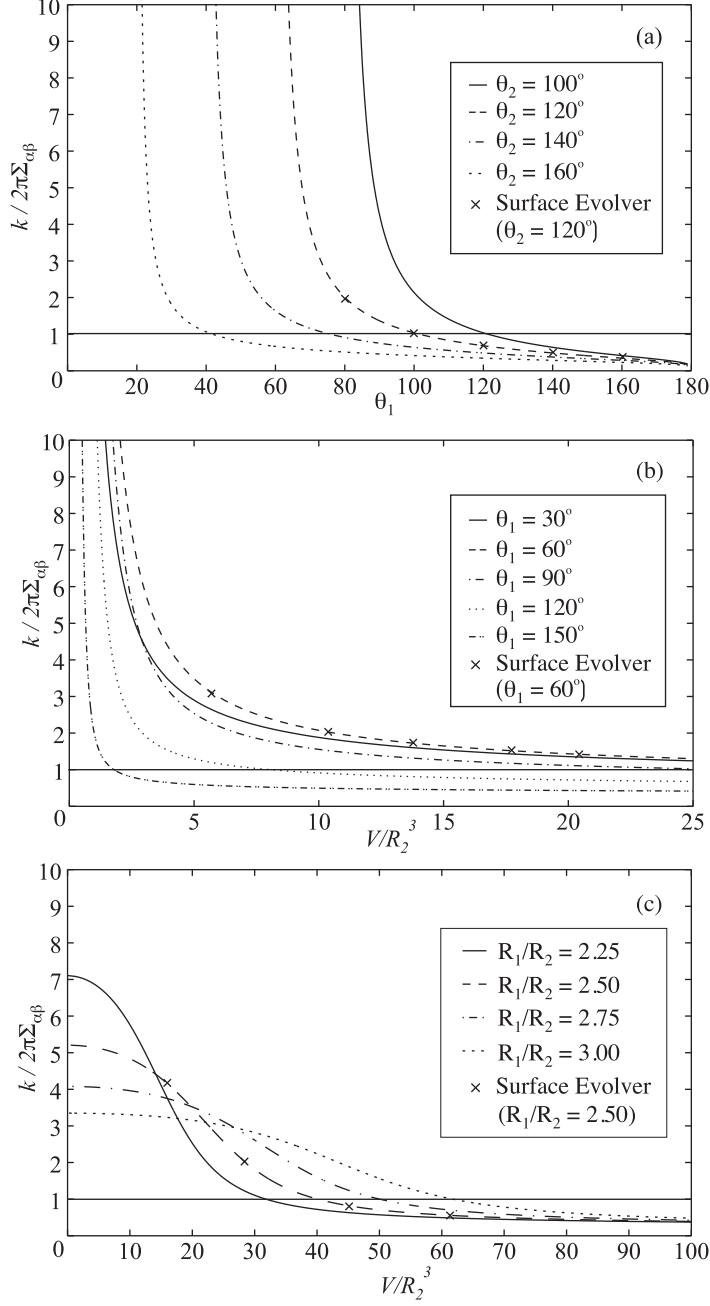 10
9
8
7
6
5
4
3
2
1
0
k / 2πΣαβ
(a)
θ2 = 100°
θ2 = 120°
θ2 = 140°
θ2 = 160°
Surface Evolver
(θ2 = 120°)
20 40 60 80 100 120 140 160 180
θ1
10
9
8
7
6
5
4
3
2
1
0
k / 2πΣαβ
(b)
θ1 = 30°
θ1 = 60°
θ1 = 90°
θ1 = 120°
θ1 = 150°
Surface Evolver
(θ1 = 60°)
5 10 15 20 25
V/R2^3
10
9
8
7
6
5
4
3
2
1
0
k / 2πΣαβ
(c)
R1/R2 = 2.25
R1/R2 = 2.50
R1/R2 = 2.75
R1/R2 = 3.00
Surface Evolver
(R1/R2 = 2.50)
0 10 20 30 40 50 60 70 80 90 100
V/R2^3